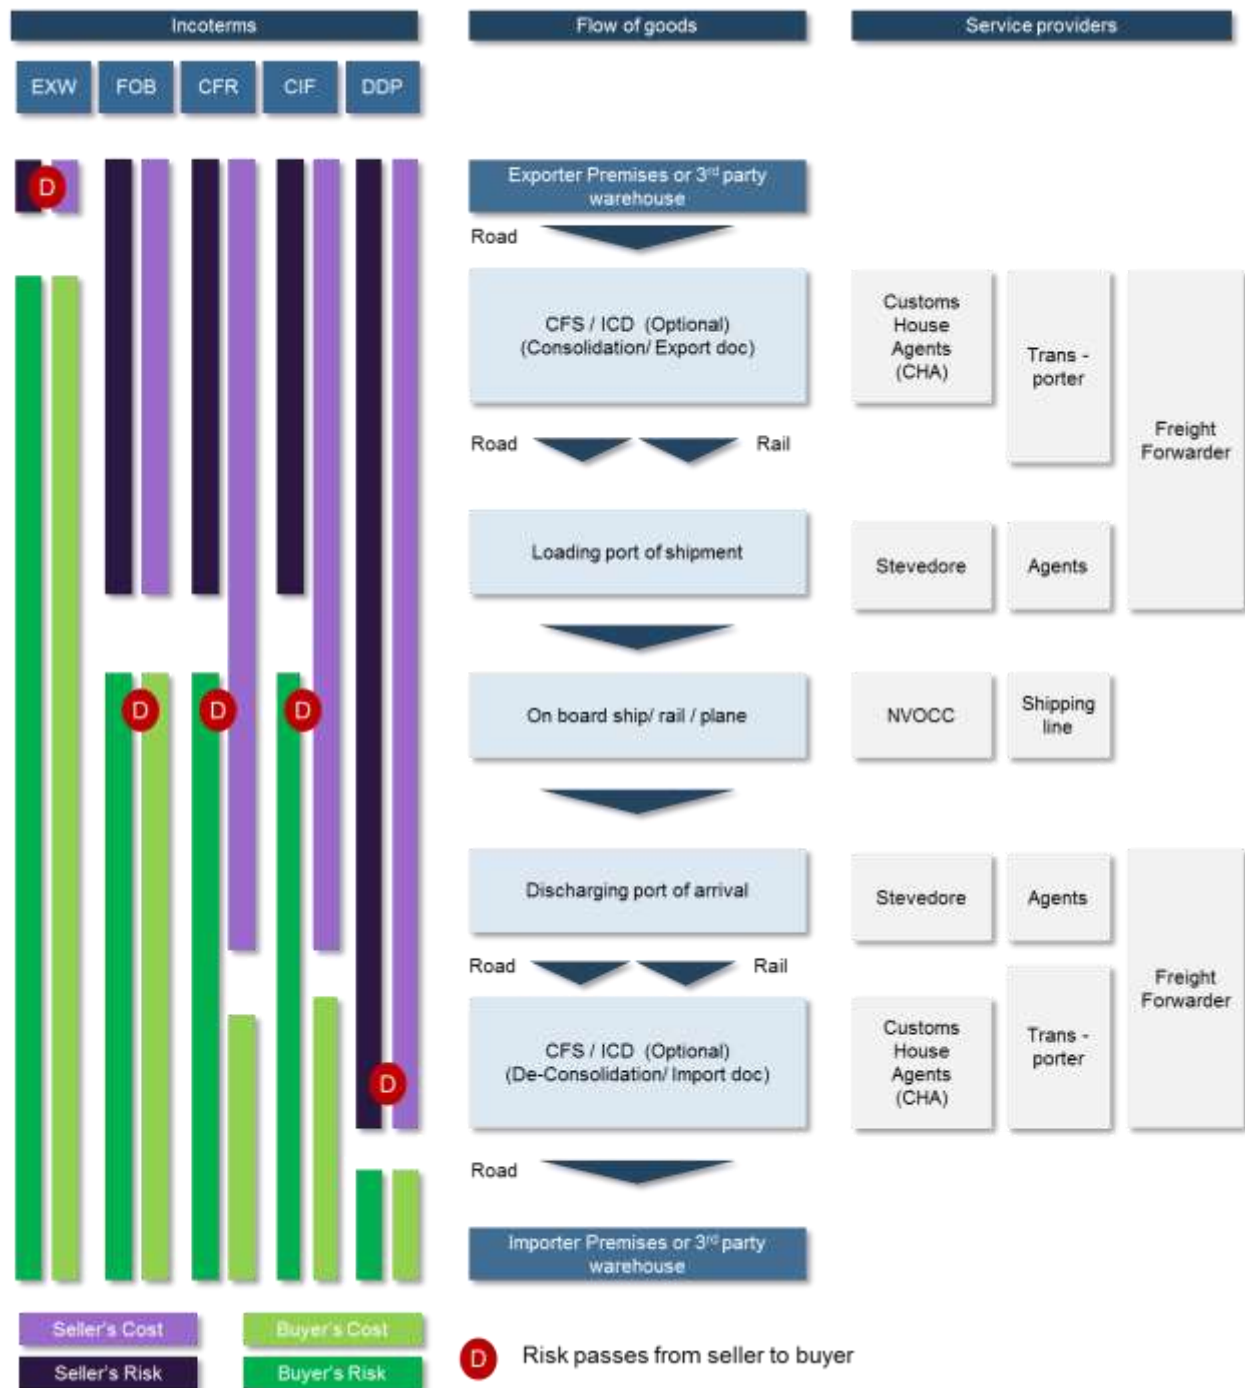 Incoterms
Flow of goods
Service providers
EXW
FOB
CFR
CIF
DDP
D
Exporter Premises or 3rd party
warehouse
Road
CFS / ICD (Optional)
(Consolidation/ Export doc)
Customs
House
Agents
(CHA)
Trans -
porter
Freight
Forwarder
Road
Rail
Loading port of shipment
Stevedore
Agents
D
D
D
On board ship/ rail / plane
NVOCC
Shipping
line
Discharging port of arrival
Stevedore
Agents
Freight
Forwarder
Road
Rail
D
CFS / ICD (Optional)
(De-Consolidation/ Import doc)
Customs
House
Agents
(CHA)
Trans -
porter
Road
Importer Premises or 3rd party
warehouse
Seller's Cost
Buyer's Cost
Seller's Risk
Buyer's Risk
D
Risk passes from seller to buyer